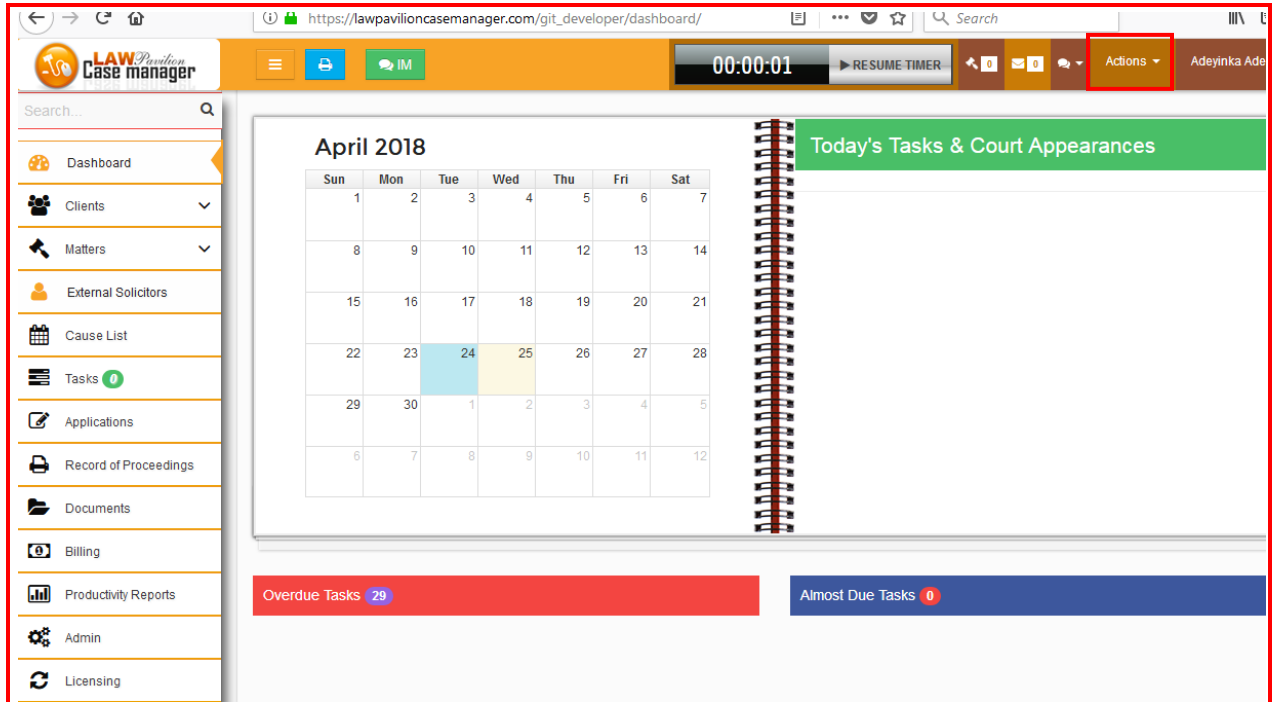 https://lawpavilioncasemanager.com/git_developer/dashboard/
Search
LAW Pavilion
Case manager
IM
00:00:01
RESUME TIMER
0
0
Actions
Adeyinka Ade
Search...
Dashboard
Clients
Matters
External Solicitors
Cause List
Tasks 0
Applications
Record of Proceedings
Documents
Billing
Productivity Reports
Admin
Licensing
April 2018
Sun Mon Tue Wed Thu Fri Sat
1 2 3 4 5 6 7
8 9 10 11 12 13 14
15 16 17 18 19 20 21
22 23 24 25 26 27 28
29 30 1 2 3 4 5
6 7 8 9 10 11 12
Today's Tasks & Court Appearances
Overdue Tasks 29
Almost Due Tasks 0